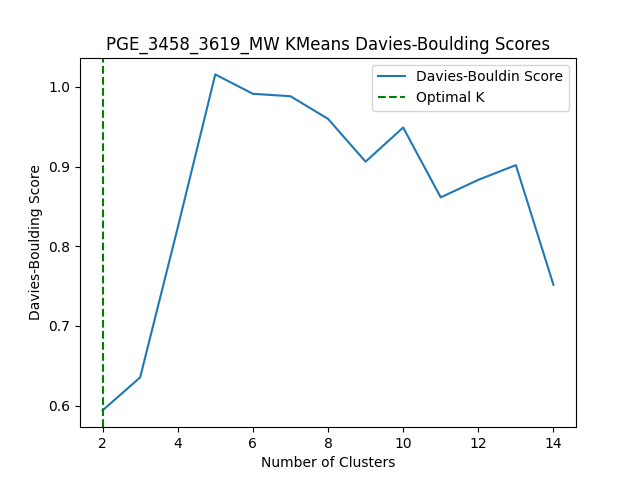 PGE_3458_3619_MW KMeans Davies-Boulding Scores
Davies-Bouldin Score
Optimal K
Davies-Boulding Score
1.0
0.9
0.8
0.7
0.6
2 4 6 8 10 12 14
Number of Clusters